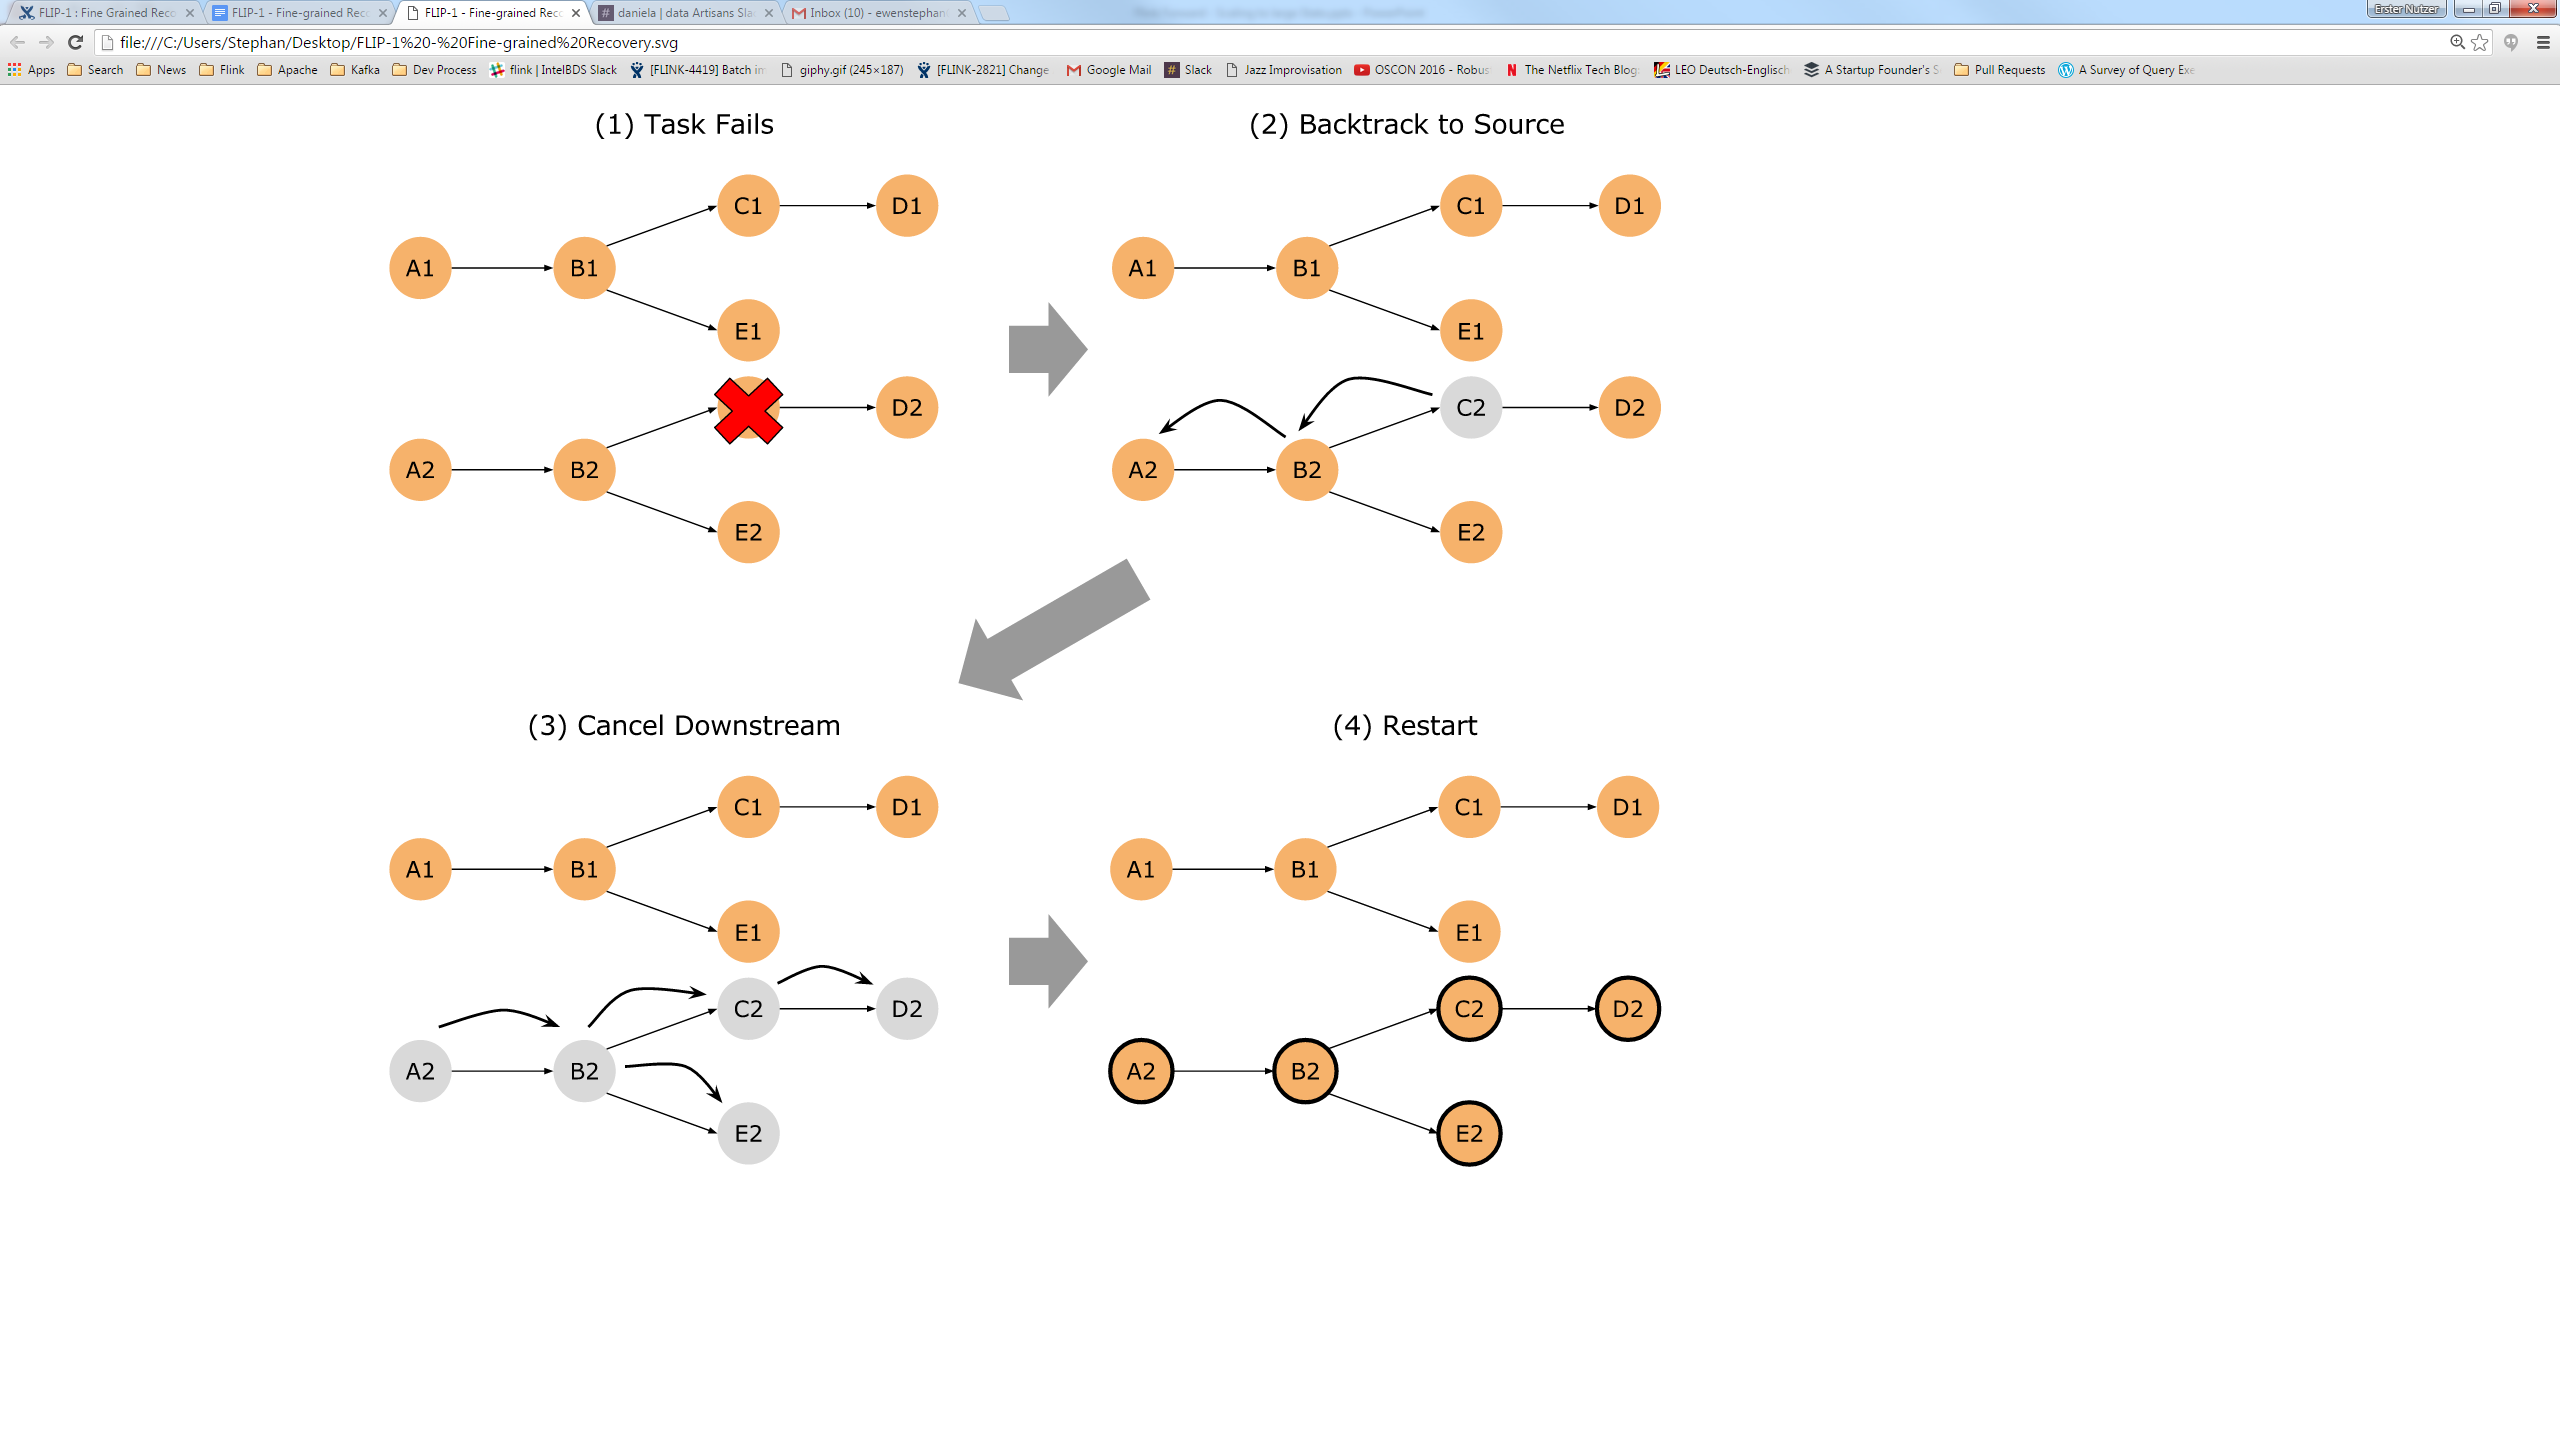 FLIP-1 : Fine Grained Reco
FLIP-1 - Fine-grained Reco
FLIP-1 - Fine-grained Reco
daniela | data Artisans Sla
Inbox (10) - ewenstephan
Erster Nutzer
file:///C:/Users/Stephan/Desktop/FLIP-1%20-%20Fine-grained%20Recovery.svg
Apps Search News Flink Apache Kafka Dev Process flink | IntelBDS Slack [FLINK-4419] Batch im giphy.gif (245×187) [FLINK-2821] Change Google Mail # Slack Jazz Improvisation OSCON 2016 - Robus The Netflix Tech Blog: LEO Deutsch-Englisch A Startup Founder's S Pull Requests A Survey of Query Exe
(1) Task Fails
(2) Backtrack to Source
C1 D1
C1 D1
A1 B1
A1 B1
E1
E1
D2
C2 D2
A2 B2
A2 B2
E2
E2
(3) Cancel Downstream
(4) Restart
C1 D1
C1 D1
A1 B1
A1 B1
E1
E1
C2 D2
C2 D2
A2 B2
A2 B2
E2
E2